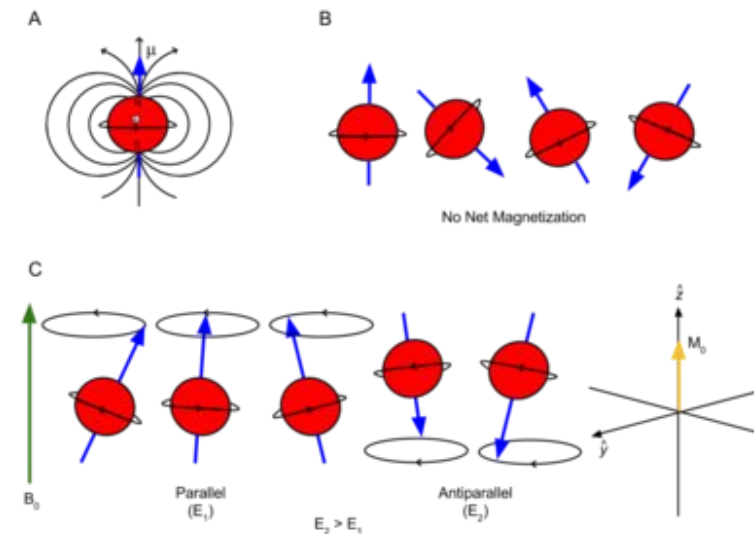 A
μ
B
No Net Magnetization
C
B₀
Parallel
(E₁)
E₂ > E₁
Antiparallel
(E₂)
ẑ
M₀
ŷ